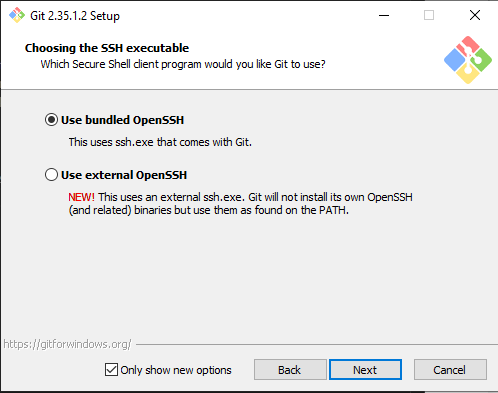 Git 2.35.1.2 Setup
Choosing the SSH executable
Which Secure Shell client program would you like Git to use?
Use bundled OpenSSH
This uses ssh.exe that comes with Git.
Use external OpenSSH
NEW! This uses an external ssh.exe. Git will not install its own OpenSSH
(and related) binaries but use them as found on the PATH.
https://gitforwindows.org/
Only show new options
Back
Next
Cancel